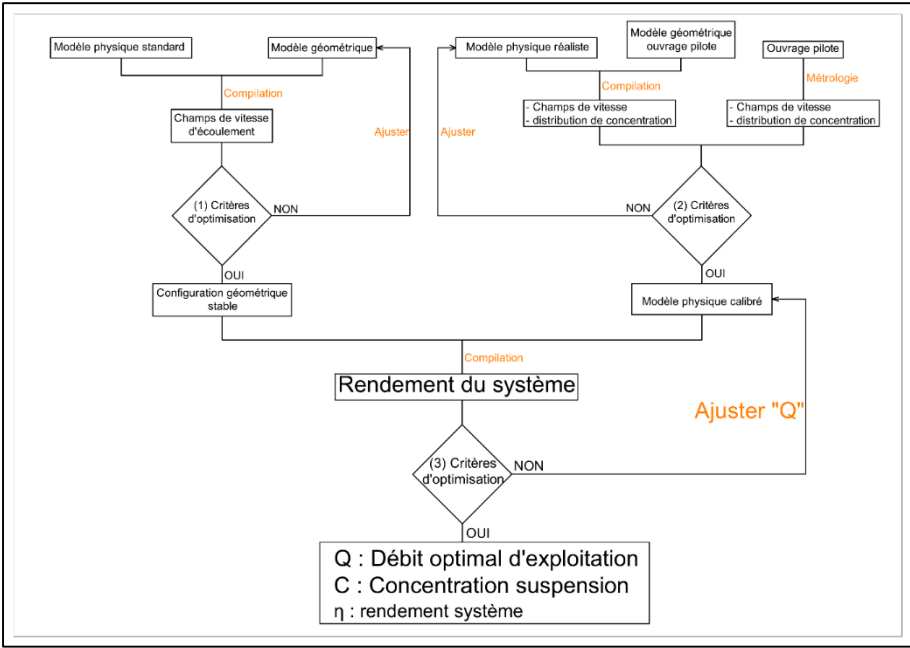 Modèle physique standard
Modèle géométrique
Compilation
Champs de vitesse
d'écoulement
Ajuster
(1) Critères
d'optimisation
NON
OUI
Configuration géométrique
stable
Modèle physique réaliste
Modèle géométrique
ouvrage pilote
Ouvrage pilote
Compilation
Métrologie
- Champs de vitesse
- distribution de concentration
- Champs de vitesse
- distribution de concentration
Ajuster
NON
(2) Critères
d'optimisation
OUI
Modèle physique calibré
Compilation
Rendement du système
Ajuster "Q"
(3) Critères
d'optimisation
NON
OUI
Q : Débit optimal d'exploitation
C : Concentration suspension
η : rendement système